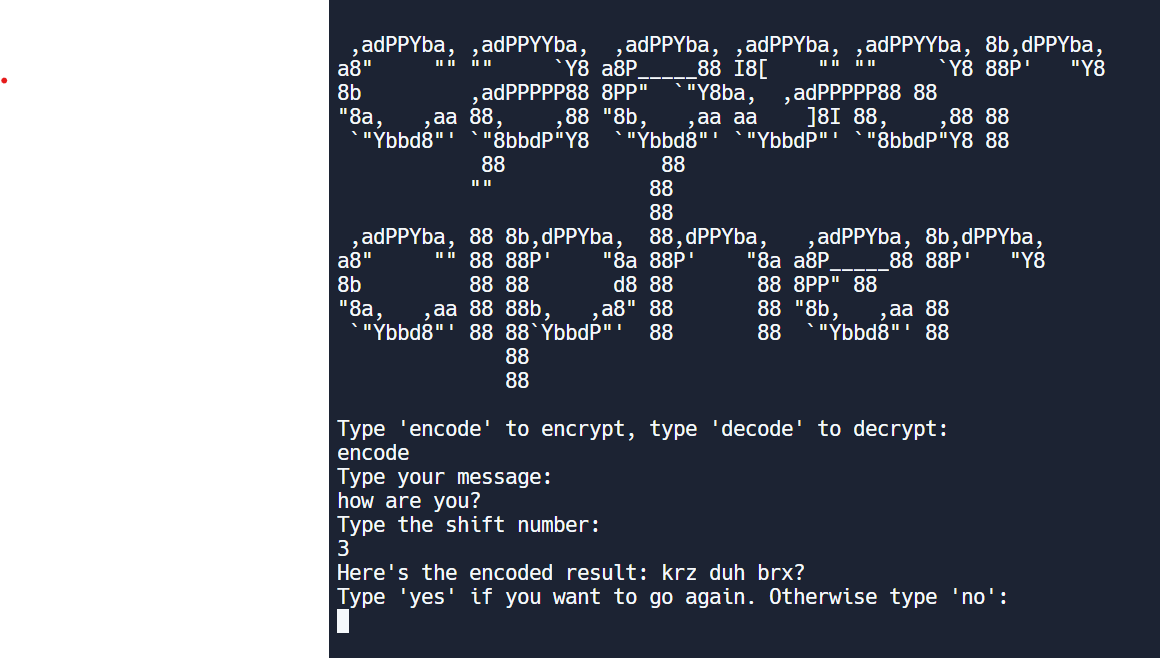 ,adPPYba, ,adPPYYba,  ,adPPYba, ,adPPYba, ,adPPYYba, 8b,dPPYba,
a8"     "" ""     `Y8 a8P_____88 I8[    "" ""     `Y8 88P'   "Y8
8b         ,adPPPPP88 8PP"  `"Y8ba,  ,adPPPPP88 88
"8a,   ,aa 88,    ,88 "8b,   ,aa aa    ]8I 88,    ,88 88
 `"Ybbd8"' `"8bbdP"Y8  `"Ybbd8"' `"YbbdP"' `"8bbdP"Y8 88
            88             88
           ""             88
                          88
 ,adPPYba, 88 8b,dPPYba,  88,dPPYba,   ,adPPYba, 8b,dPPYba,
a8"     "" 88 88P'    "8a 88P'    "8a a8P_____88 88P'   "Y8
8b         88 88       d8 88       88 8PP" 88
"8a,   ,aa 88 88b,   ,a8" 88       88 "8b,   ,aa 88
 `"Ybbd8"' 88 88`YbbdP"'  88       88  `"Ybbd8"' 88
              88
              88
Type 'encode' to encrypt, type 'decode' to decrypt:
encode
Type your message:
how are you?
Type the shift number:
3
Here's the encoded result: krz duh brx?
Type 'yes' if you want to go again. Otherwise type 'no':